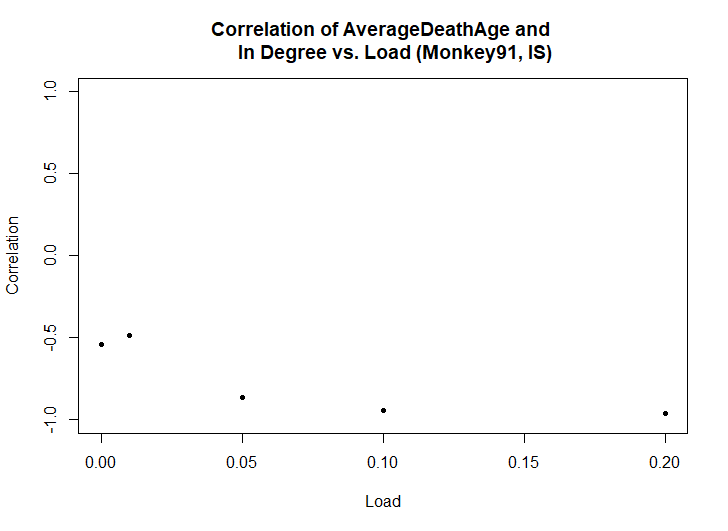 Correlation of AverageDeathAge and
In Degree vs. Load (Monkey91, IS)
1.0
0.5
0.0
-0.5
-1.0
Correlation
0.00 0.05 0.10 0.15 0.20
Load